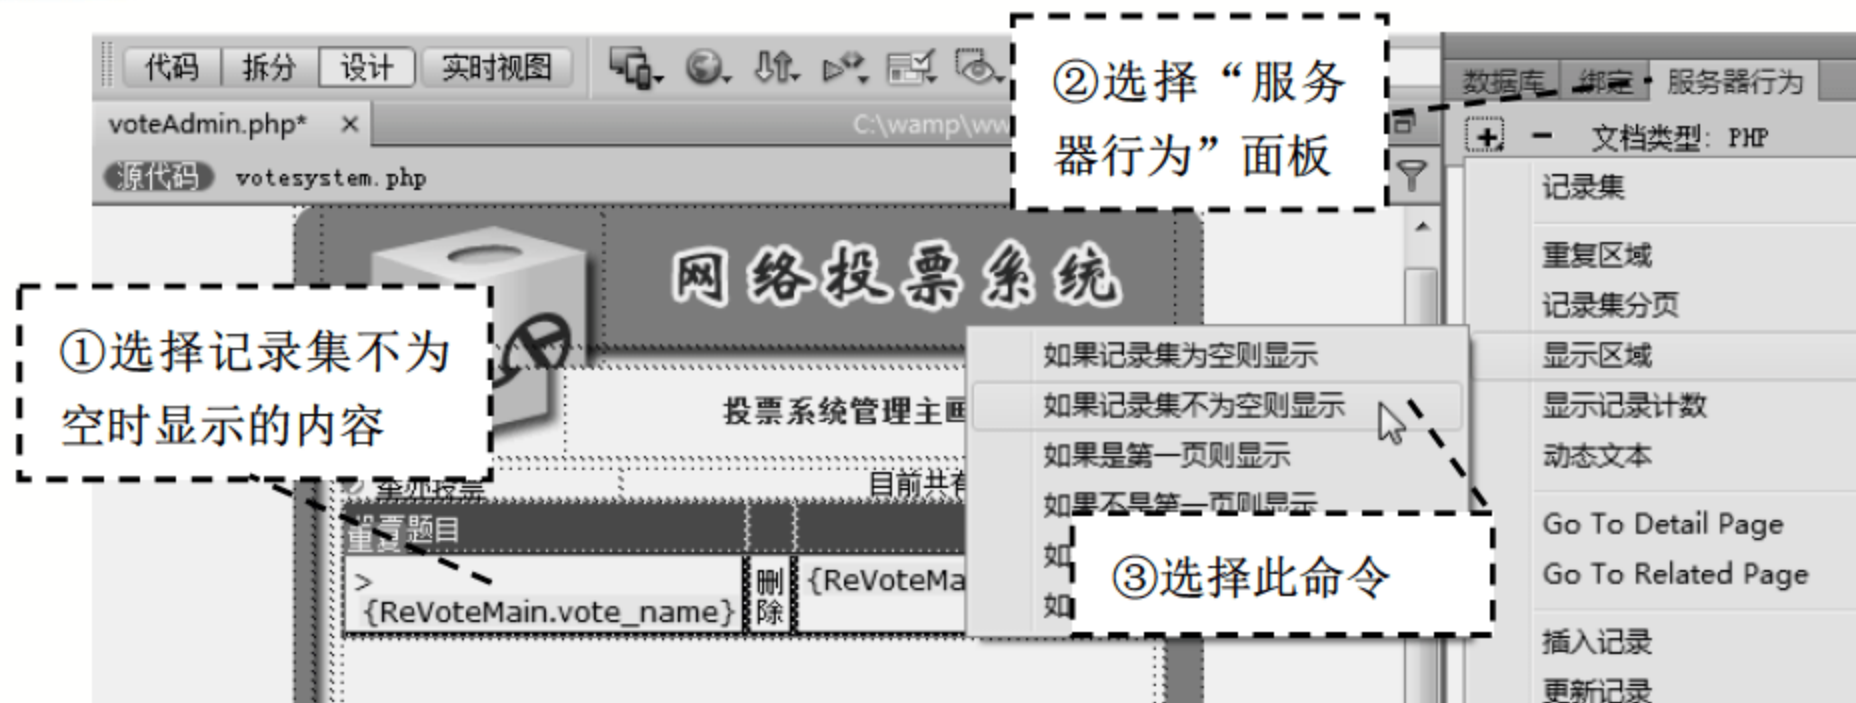 代码 拆分 设计 实时视图
②选择“服务
器行为”面板
数据库 绑定 服务器行为
voteAdmin.php* ×
C:\wamp\ww
文档类型: PHP
源代码 votesystem.php
记录集
重复区域
记录集分页
显示区域
显示记录计数
动态文本
Go To Detail Page
Go To Related Page
插入记录
更新记录
网络投票系统
①选择记录集不为
空时显示的内容
如果记录集为空则显示
如果记录集不为空则显示
如果是第一页则显示
如果不是第一页则显示
如
如
③选择此命令
投票系统管理主画
目前共有
重复题目
>
{ReVoteMain.vote_name}
删
除
{ReVoteMa